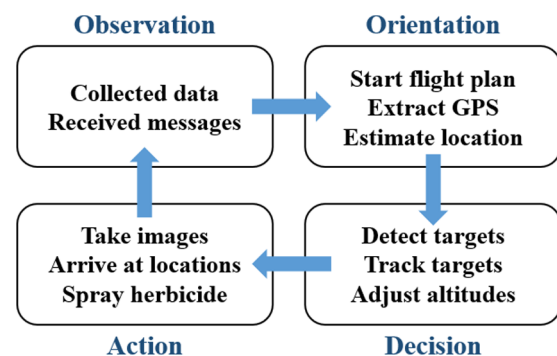 Observation
Orientation
Collected data
Received messages
Start flight plan
Extract GPS
Estimate location
Take images
Arrive at locations
Spray herbicide
Detect targets
Track targets
Adjust altitudes
Action
Decision